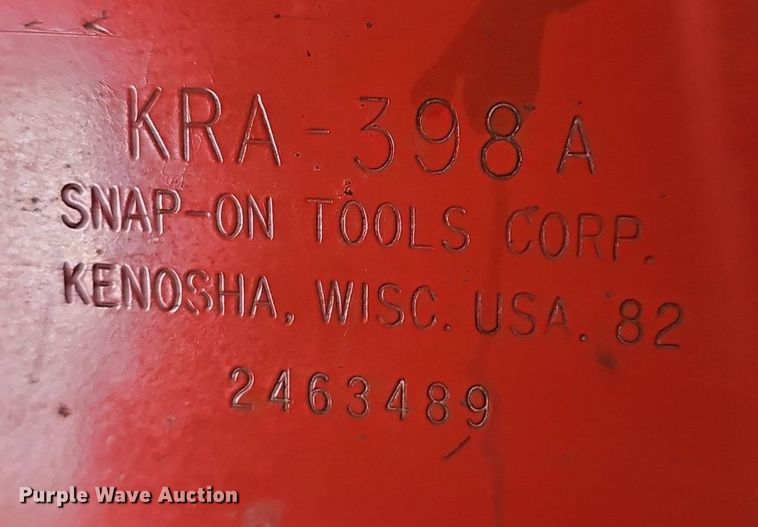 KRA-398 A
SNAP-ON TOOLS CORP.
KENOSHA, WISC. USA. 82
2463489
Purple Wave Auction